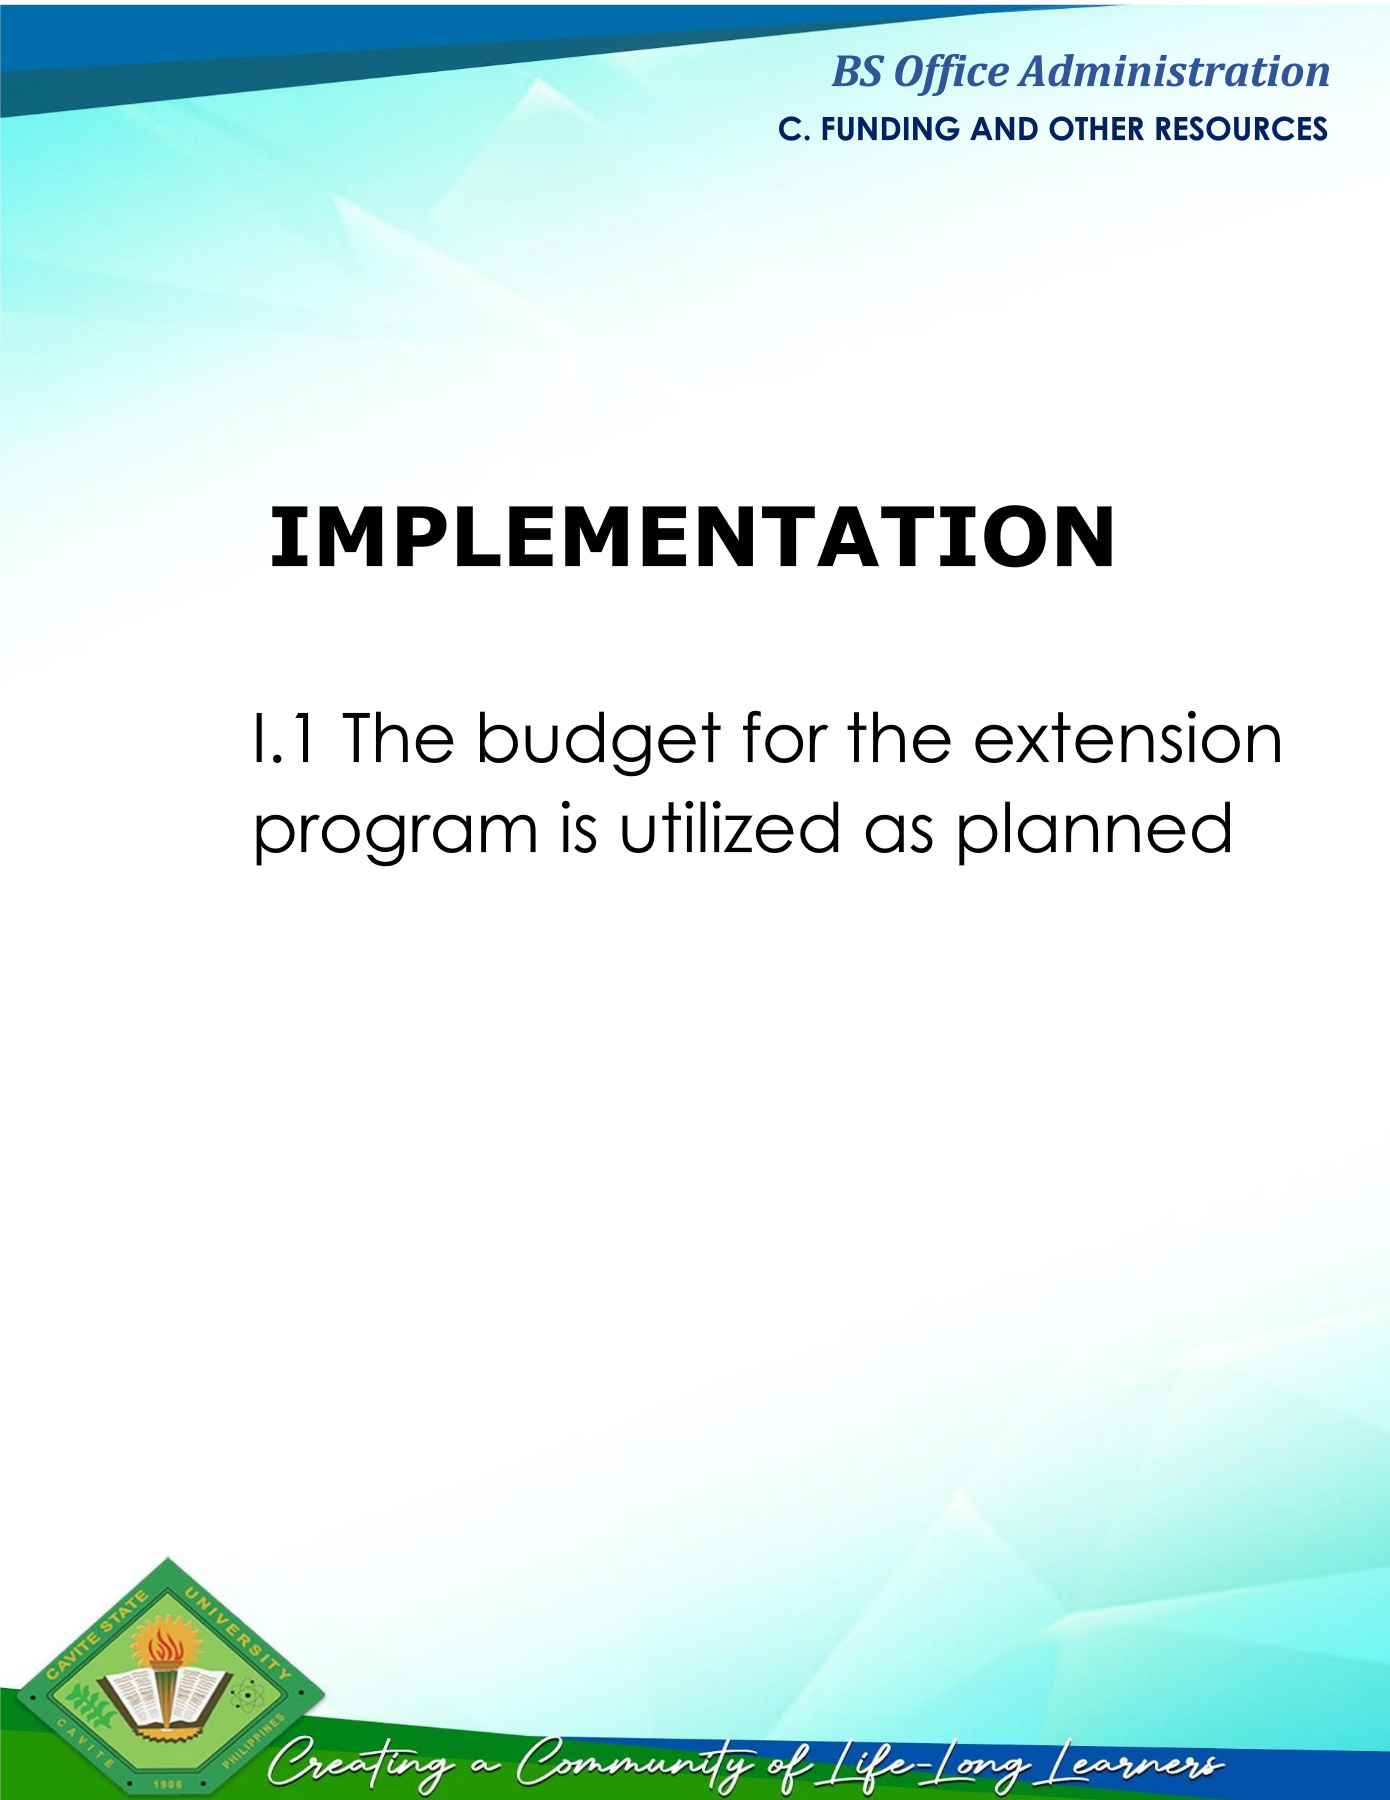 BS Office Administration
C. FUNDING AND OTHER RESOURCES
IMPLEMENTATION
I.1 The budget for the extension
program is utilized as planned
CAVITE STATE UNIVERSITY
CAVITE
PHILIPPINES
1906
Creating a Community of Life-Long Learners